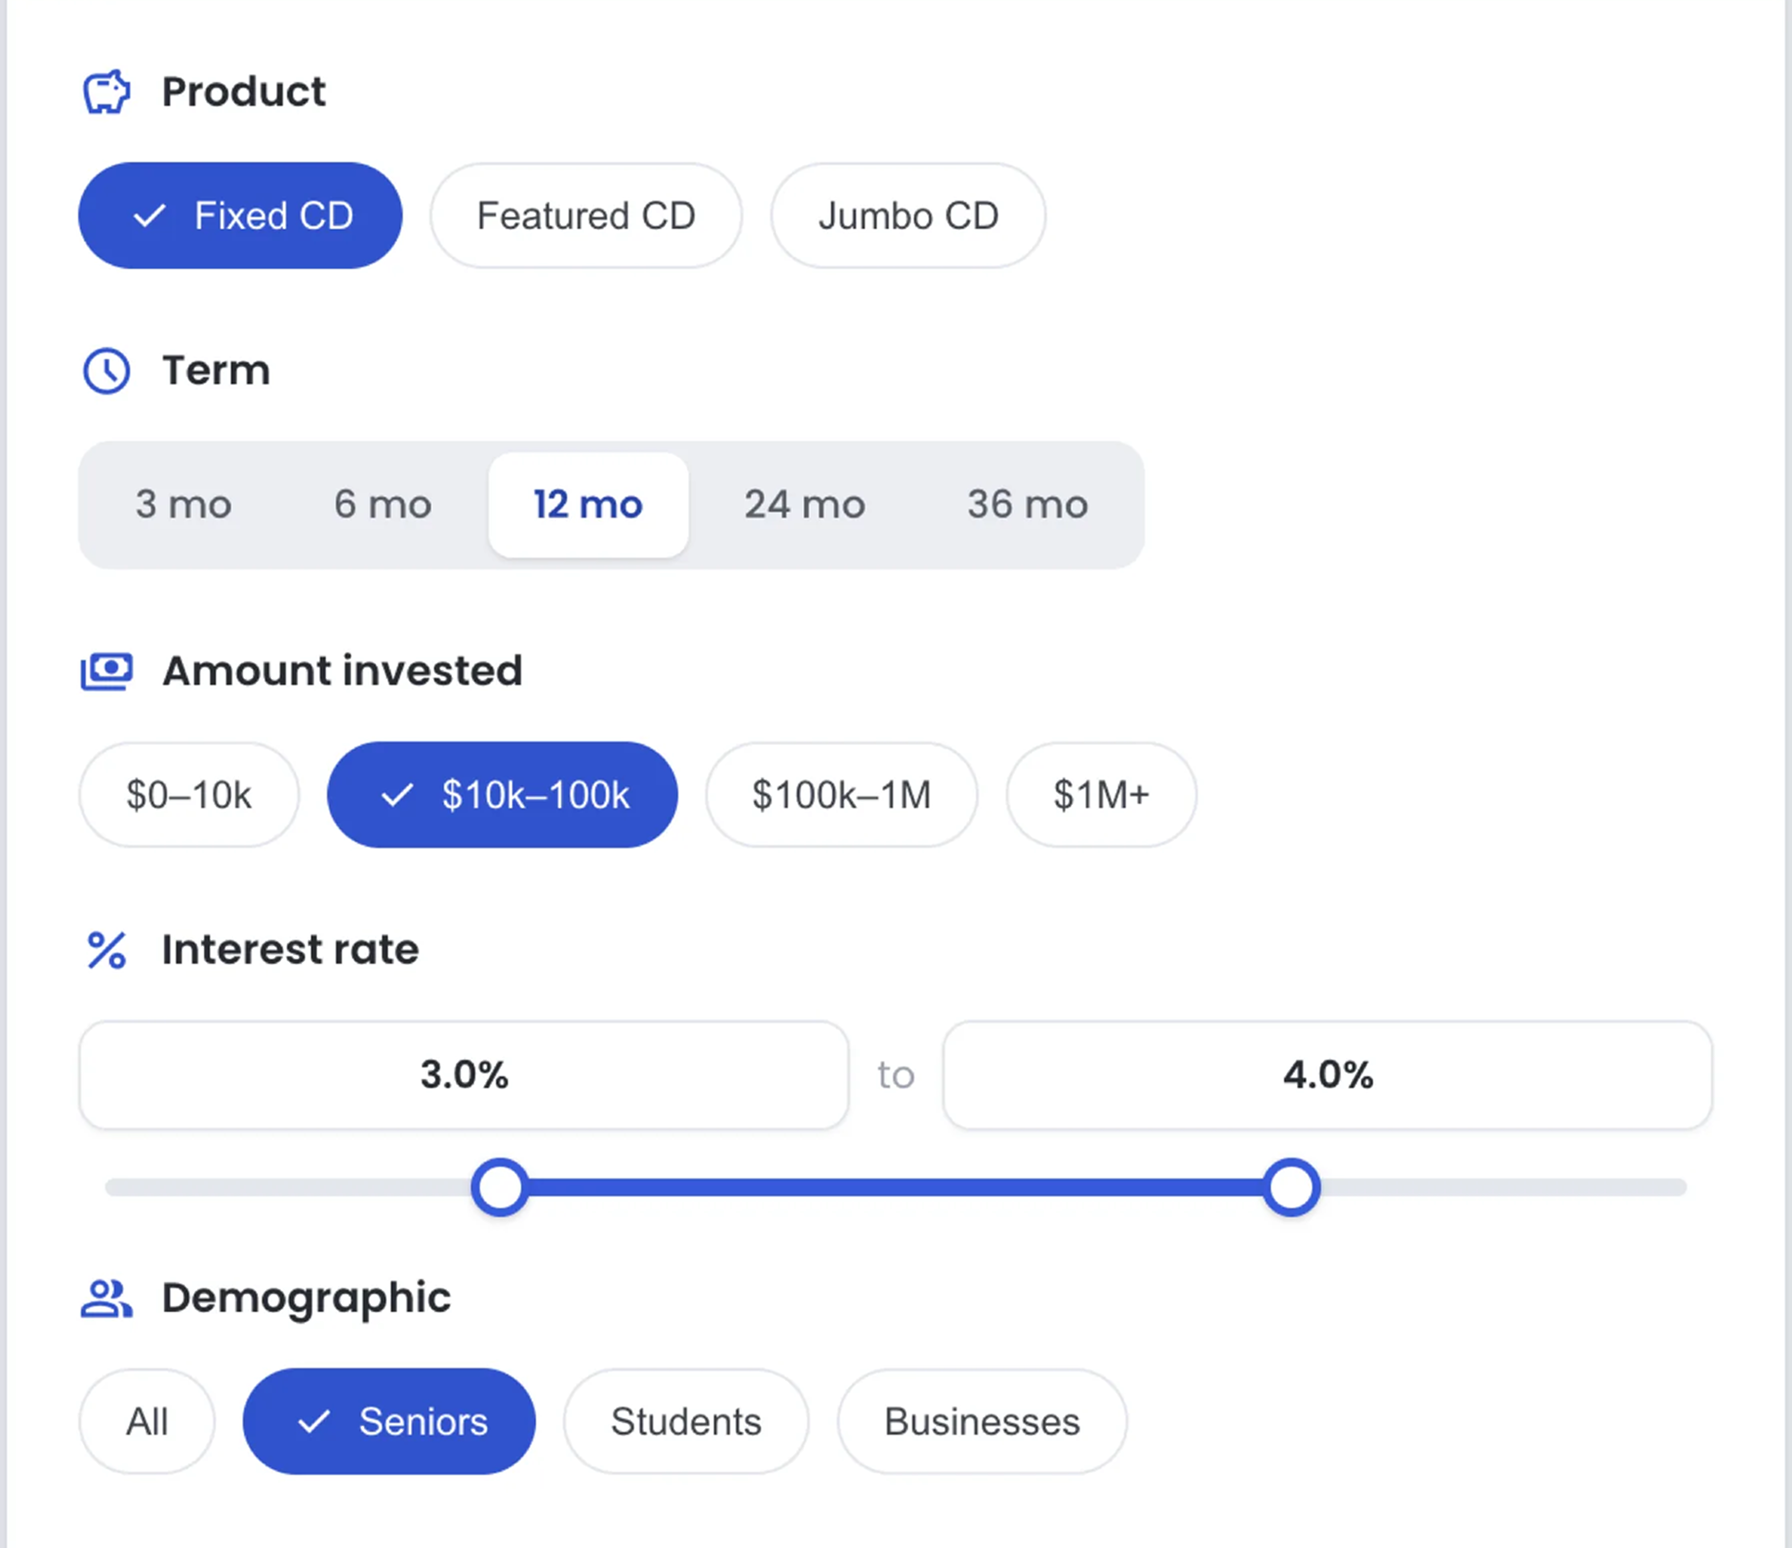 Product
Fixed CD Featured CD Jumbo CD
Term
3 mo 6 mo 12 mo 24 mo 36 mo
Amount invested
$0–10k $10k–100k $100k–1M $1M+
Interest rate
3.0% to 4.0%
Demographic
All Seniors Students Businesses